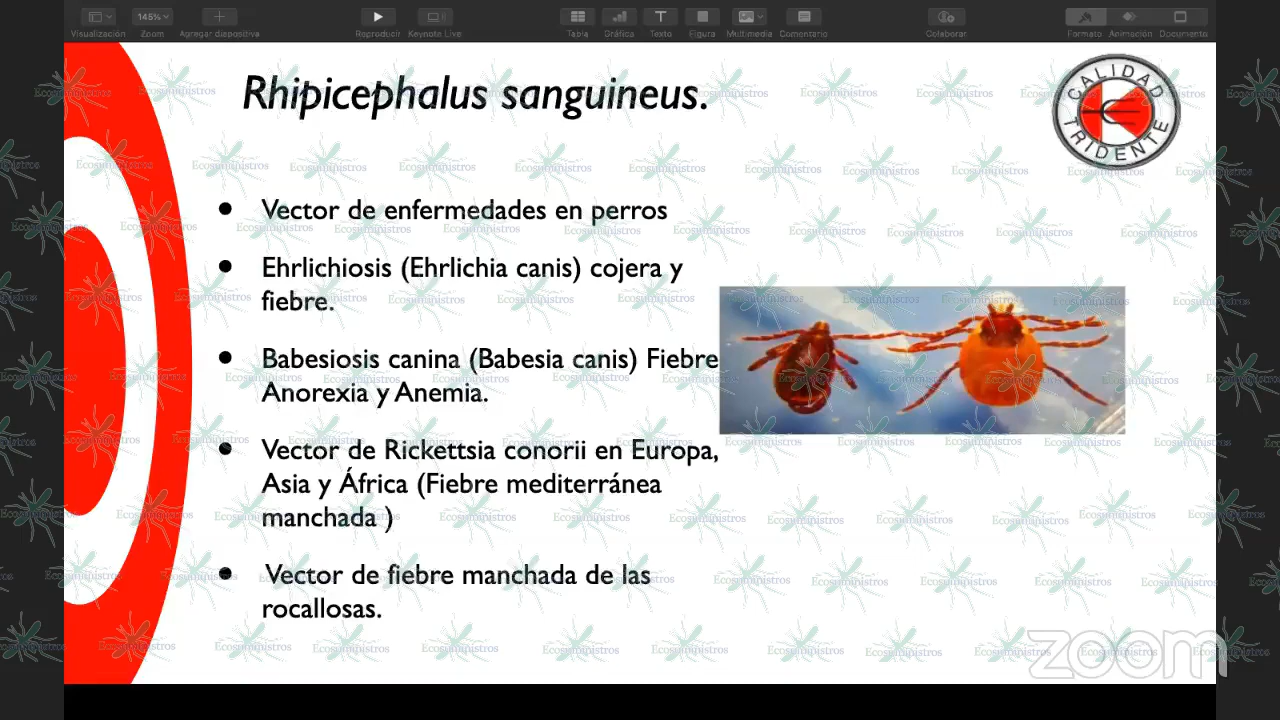 Visualización
145%
Zoom
Agregar diapositiva
Reproducir
Keynote Live
Tabla
Gráfica
Texto
Figura
Multimedia
Comentario
Colaborar
Formato
Animación
Documento
Rhipicephalus sanguineus.
CALIDAD
TRIDENTE
Vector de enfermedades en perros
Ehrlichiosis (Ehrlichia canis) cojera y
fiebre.
Babesiosis canina (Babesia canis) Fiebre
Anorexia y Anemia.
Vector de Rickettsia conorii en Europa,
Asia y África (Fiebre mediterránea
manchada )
Vector de fiebre manchada de las
rocallosas.
Ecosuministros
zoom